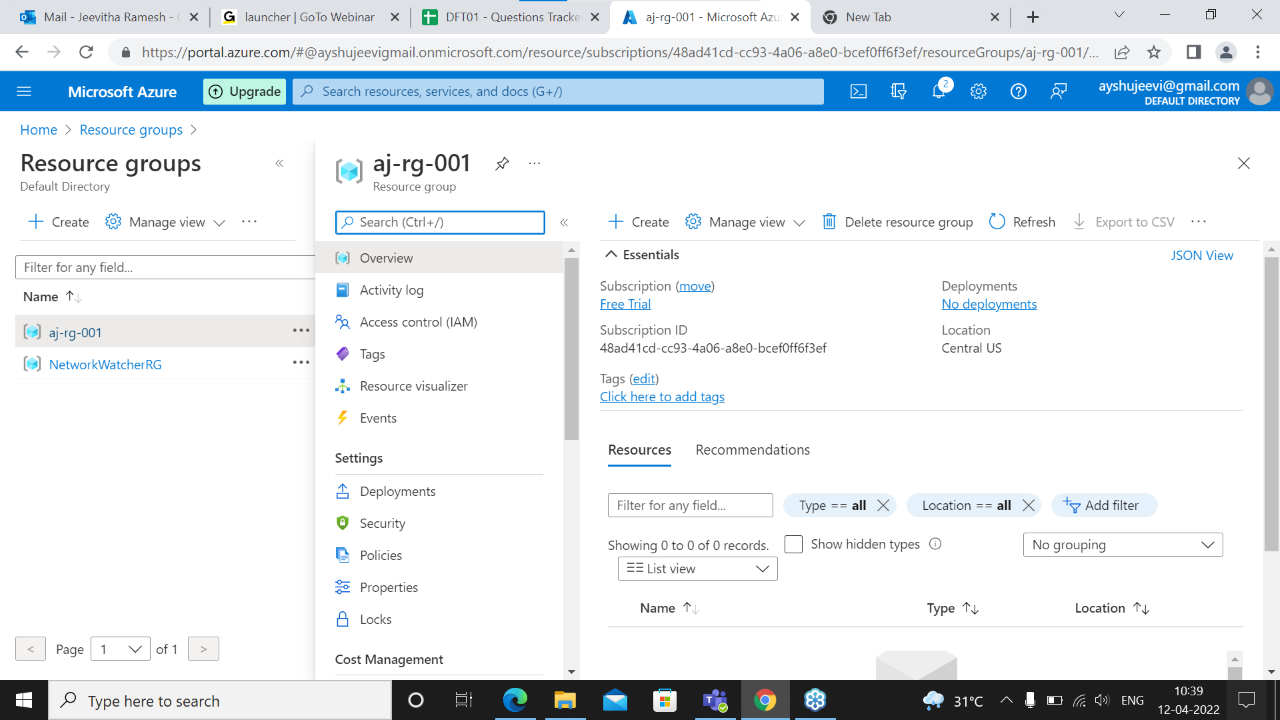 Mail - Jeevitha Ramesh -
launcher | GoTo Webinar
DFT01 - Questions Tracke
aj-rg-001 - Microsoft Azu
New Tab
https://portal.azure.com/#@ayshujeevigmail.onmicrosoft.com/resource/subscriptions/48ad41cd-cc93-4a06-a8e0-bcef0ff6f3ef/resourceGroups/aj-rg-001/...
Microsoft Azure
Upgrade
Search resources, services, and docs (G+/)
2
ayshujeevi@gmail.com
DEFAULT DIRECTORY
Home > Resource groups >
Resource groups
Default Directory
aj-rg-001
Resource group
Create
Manage view
Search (Ctrl+/)
Create
Manage view
Delete resource group
Refresh
Export to CSV
Filter for any field...
Name
aj-rg-001
NetworkWatcherRG
< Page 1 of 1 >
Overview
Activity log
Access control (IAM)
Tags
Resource visualizer
Events
Settings
Deployments
Security
Policies
Properties
Locks
Cost Management
Essentials
JSON View
Subscription (move)
Free Trial
Subscription ID
48ad41cd-cc93-4a06-a8e0-bcef0ff6f3ef
Deployments
No deployments
Location
Central US
Tags (edit)
Click here to add tags
Resources
Recommendations
Filter for any field...
Type == all
Location == all
Add filter
Showing 0 to 0 of 0 records.
Show hidden types
No grouping
List view
Name
Type
Location
Type here to search
31°C
ENG
10:39
12-04-2022